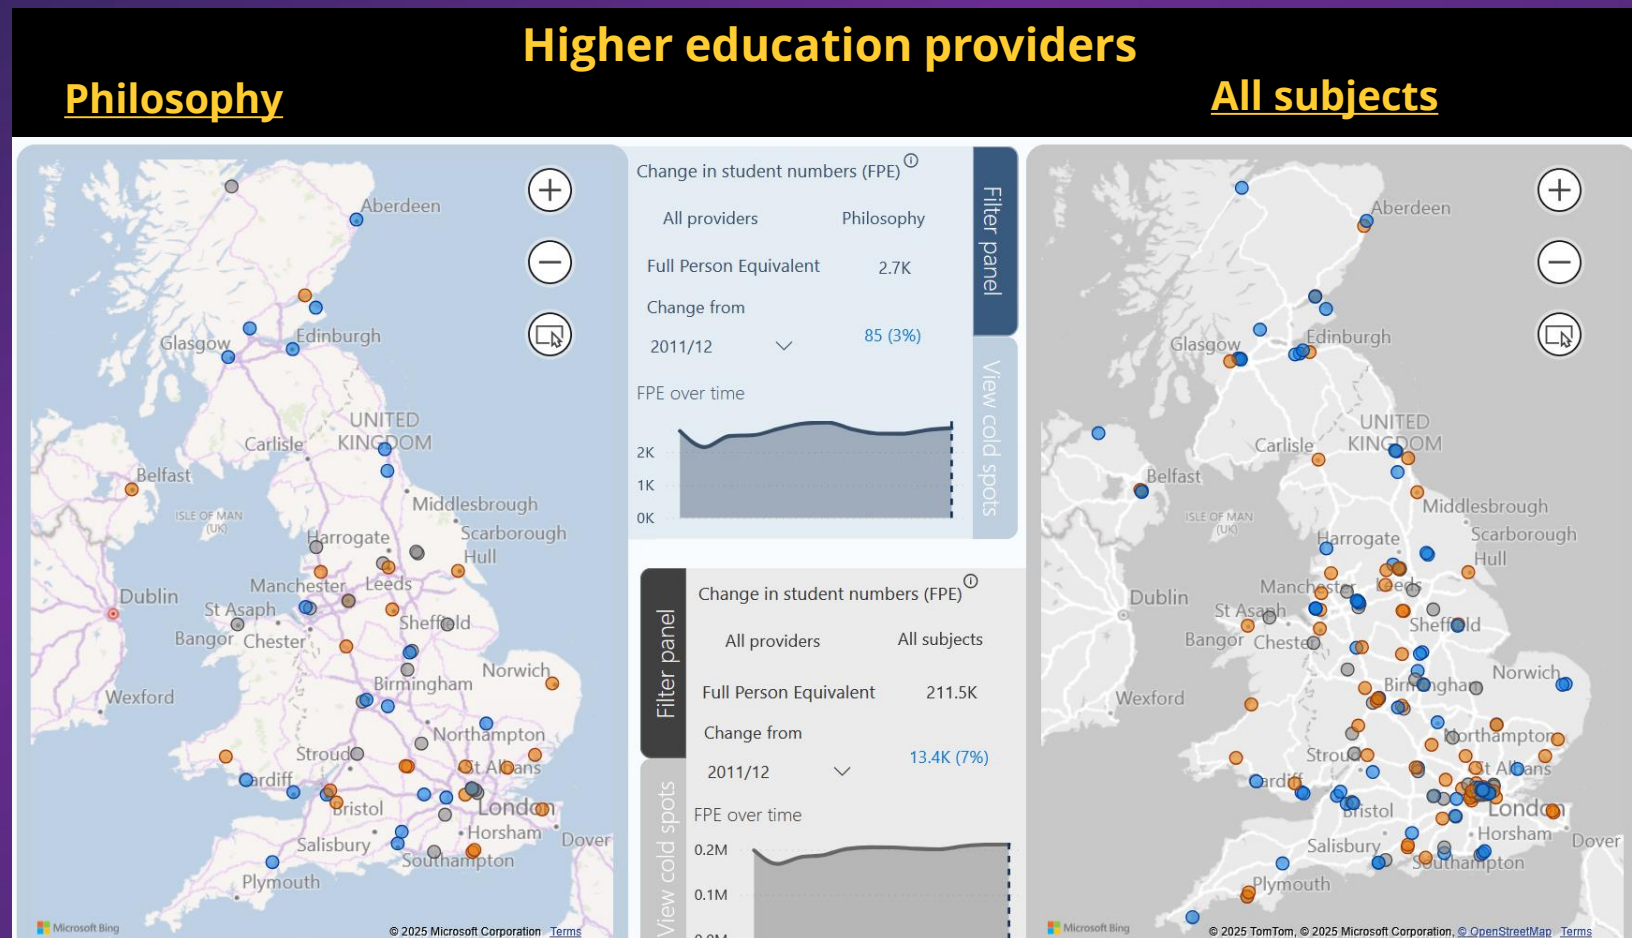 Higher education providers
Philosophy
All subjects
Aberdeen
Glasgow
Edinburgh
UNITED
KINGDOM
Carlisle
Belfast
ISLE OF MAN
(UK)
Middlesbrough
Scarborough
Harrogate
Hull
Manchester
Leeds
Dublin
St Asaph
Sheffield
Bangor
Chester
Norwich
Birmingham
Wexford
Northampton
Stroud
St Albans
Cardiff
Bristol
London
Horsham
Dover
Salisbury
Southampton
Plymouth
Microsoft Bing
© 2025 Microsoft Corporation Terms
Change in student numbers (FPE)
All providers Philosophy
Full Person Equivalent 2.7K
Change from
2011/12
85 (3%)
FPE over time
2K
1K
0K
Filter panel
View cold spots
Change in student numbers (FPE)
All providers All subjects
Full Person Equivalent 211.5K
Change from
2011/12
13.4K (7%)
FPE over time
0.2M
0.1M
Filter panel
View cold spots
Aberdeen
Glasgow
Edinburgh
UNITED
KINGDOM
Carlisle
Belfast
ISLE OF MAN
(UK)
Middlesbrough
Scarborough
Harrogate
Hull
Manchester
Leeds
Dublin
St Asaph
Sheffield
Bangor
Chester
Norwich
Birmingham
Wexford
Northampton
Stroud
St Albans
Cardiff
Bristol
London
Horsham
Dover
Salisbury
Southampton
Plymouth
Microsoft Bing
© 2025 TomTom, © 2025 Microsoft Corporation, © OpenStreetMap Terms